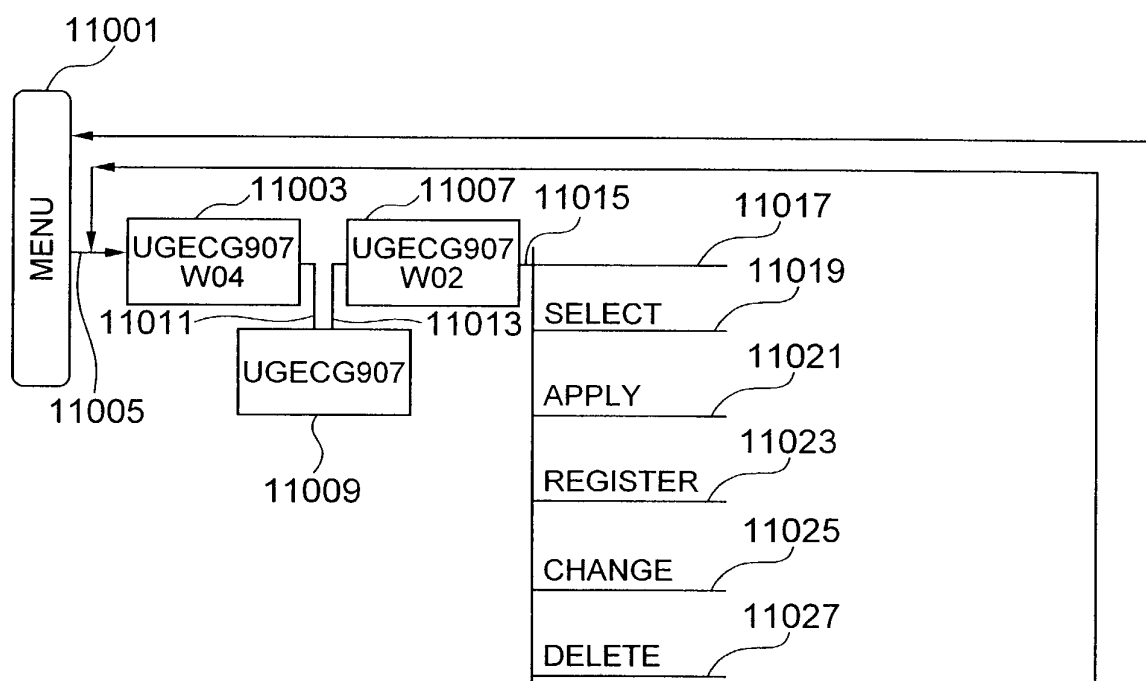 11001
MENU
11003
11007
11015
11017
UGECG907
W04
UGECG907
W02
11019
11011
11013
SELECT
UGECG907
11021
APPLY
11005
11023
11009
REGISTER
11025
CHANGE
11027
DELETE